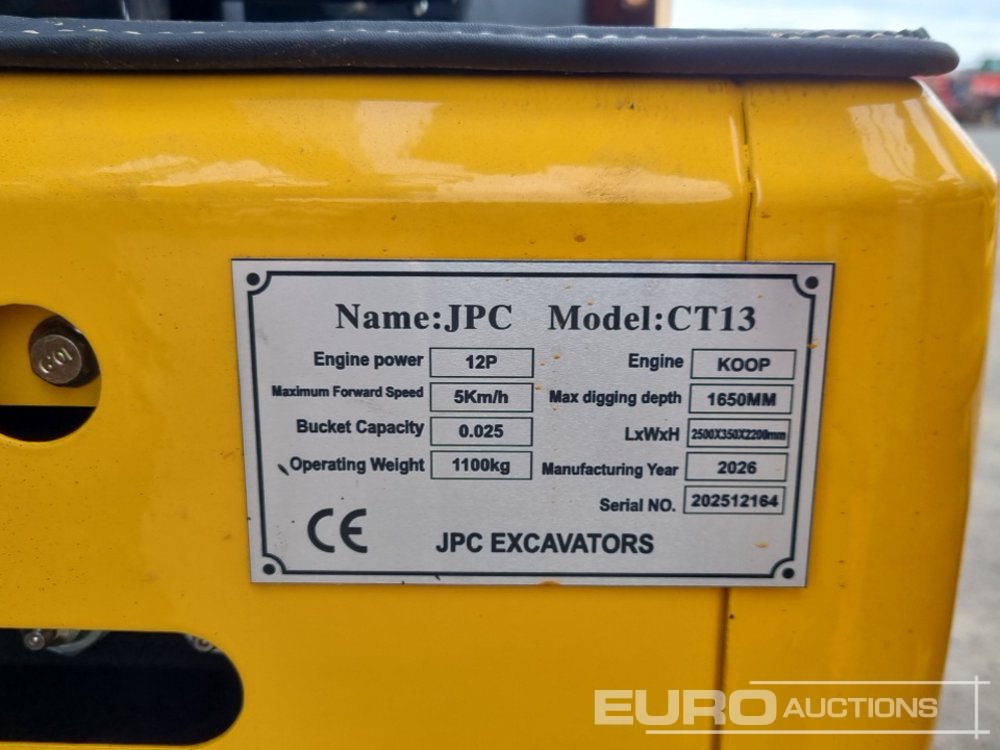 Name:JPC Model:CT13
Engine power 12P Engine KOOP
Maximum Forward Speed 5Km/h Max digging depth 1650MM
Bucket Capacity 0.025 LxWxH 2500X350X2200mm
Operating Weight 1100kg Manufacturing Year 2026
Serial NO. 202512164
CE JPC EXCAVATORS
EURO AUCTIONS